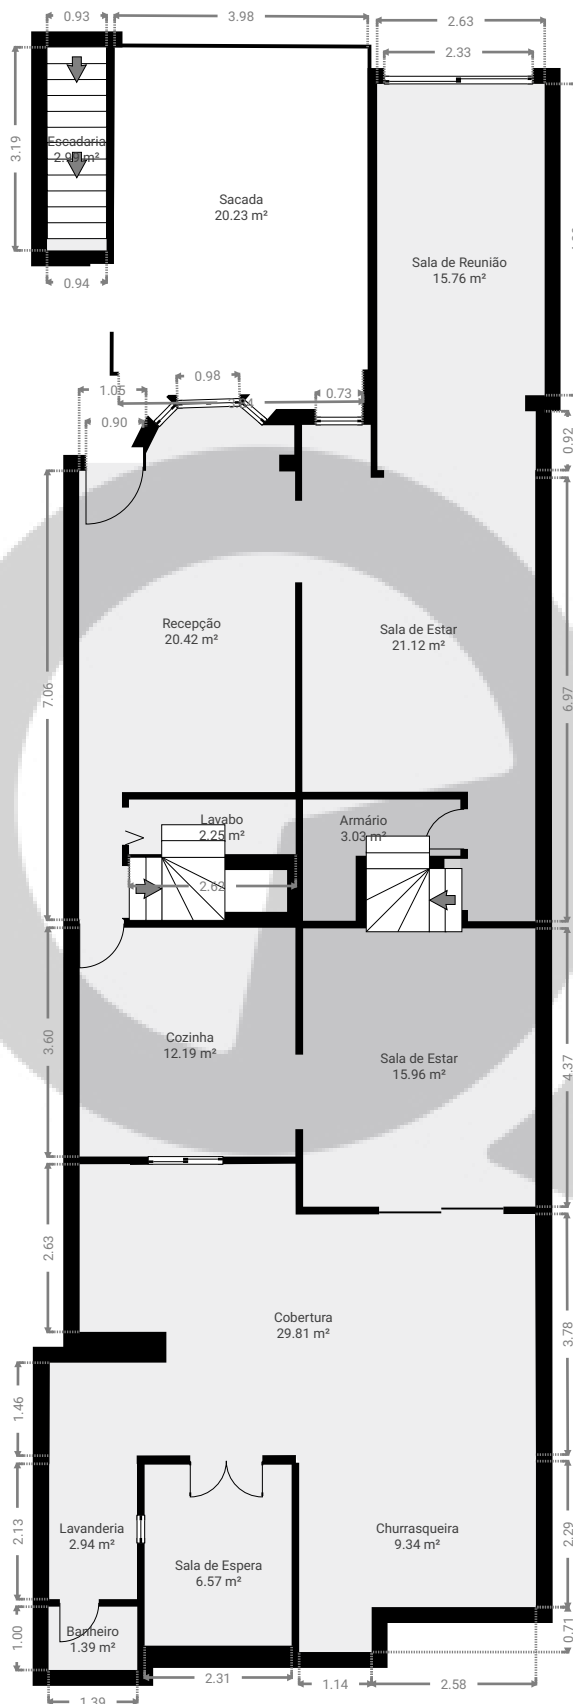 0.93
3.98
2.63
2.33
3.19
Escadaria
2.99 m²
Sacada
20.23 m²
Sala de Reunião
15.76 m²
0.94
0.98
1.05
0.73
0.90
0.92
Recepção
20.42 m²
Sala de Estar
21.12 m²
7.06
6.97
Lavabo
2.25 m²
Armário
3.03 m²
2.62
3.60
Cozinha
12.19 m²
Sala de Estar
15.96 m²
4.37
2.63
Cobertura
29.81 m²
3.78
1.46
2.13
Lavanderia
2.94 m²
Churrasqueira
9.34 m²
2.29
Sala de Espera
6.57 m²
1.00
Banheiro
1.39 m²
0.71
2.31
1.14
2.58
1.39